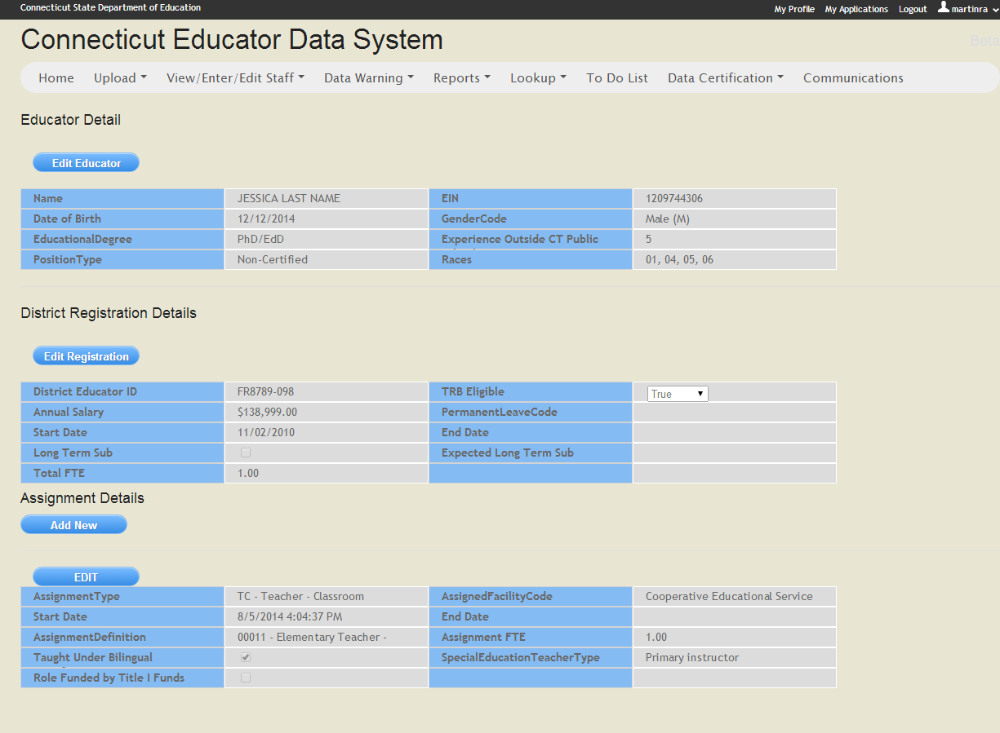 Connecticut State Department of Education
My Profile My Applications Logout martinra
Connecticut Educator Data System
Beta
Home Upload View/Enter/Edit Staff Data Warning Reports Lookup To Do List Data Certification Communications
Educator Detail
Edit Educator
Name JESSICA LAST NAME EIN 1209744306
Date of Birth 12/12/2014 GenderCode Male (M)
EducationalDegree PhD/EdD Experience Outside CT Public 5
PositionType Non-Certified Races 01, 04, 05, 06
District Registration Details
Edit Registration
District Educator ID FR8789-098 TRB Eligible True
Annual Salary $138,999.00 PermanentLeaveCode
Start Date 11/02/2010 End Date
Long Term Sub Expected Long Term Sub
Total FTE 1.00
Assignment Details
Add New
EDIT
AssignmentType TC - Teacher - Classroom AssignedFacilityCode Cooperative Educational Service
Start Date 8/5/2014 4:04:37 PM End Date
AssignmentDefinition 00011 - Elementary Teacher - Assignment FTE 1.00
Taught Under Bilingual SpecialEducationTeacherType Primary instructor
Role Funded by Title I Funds